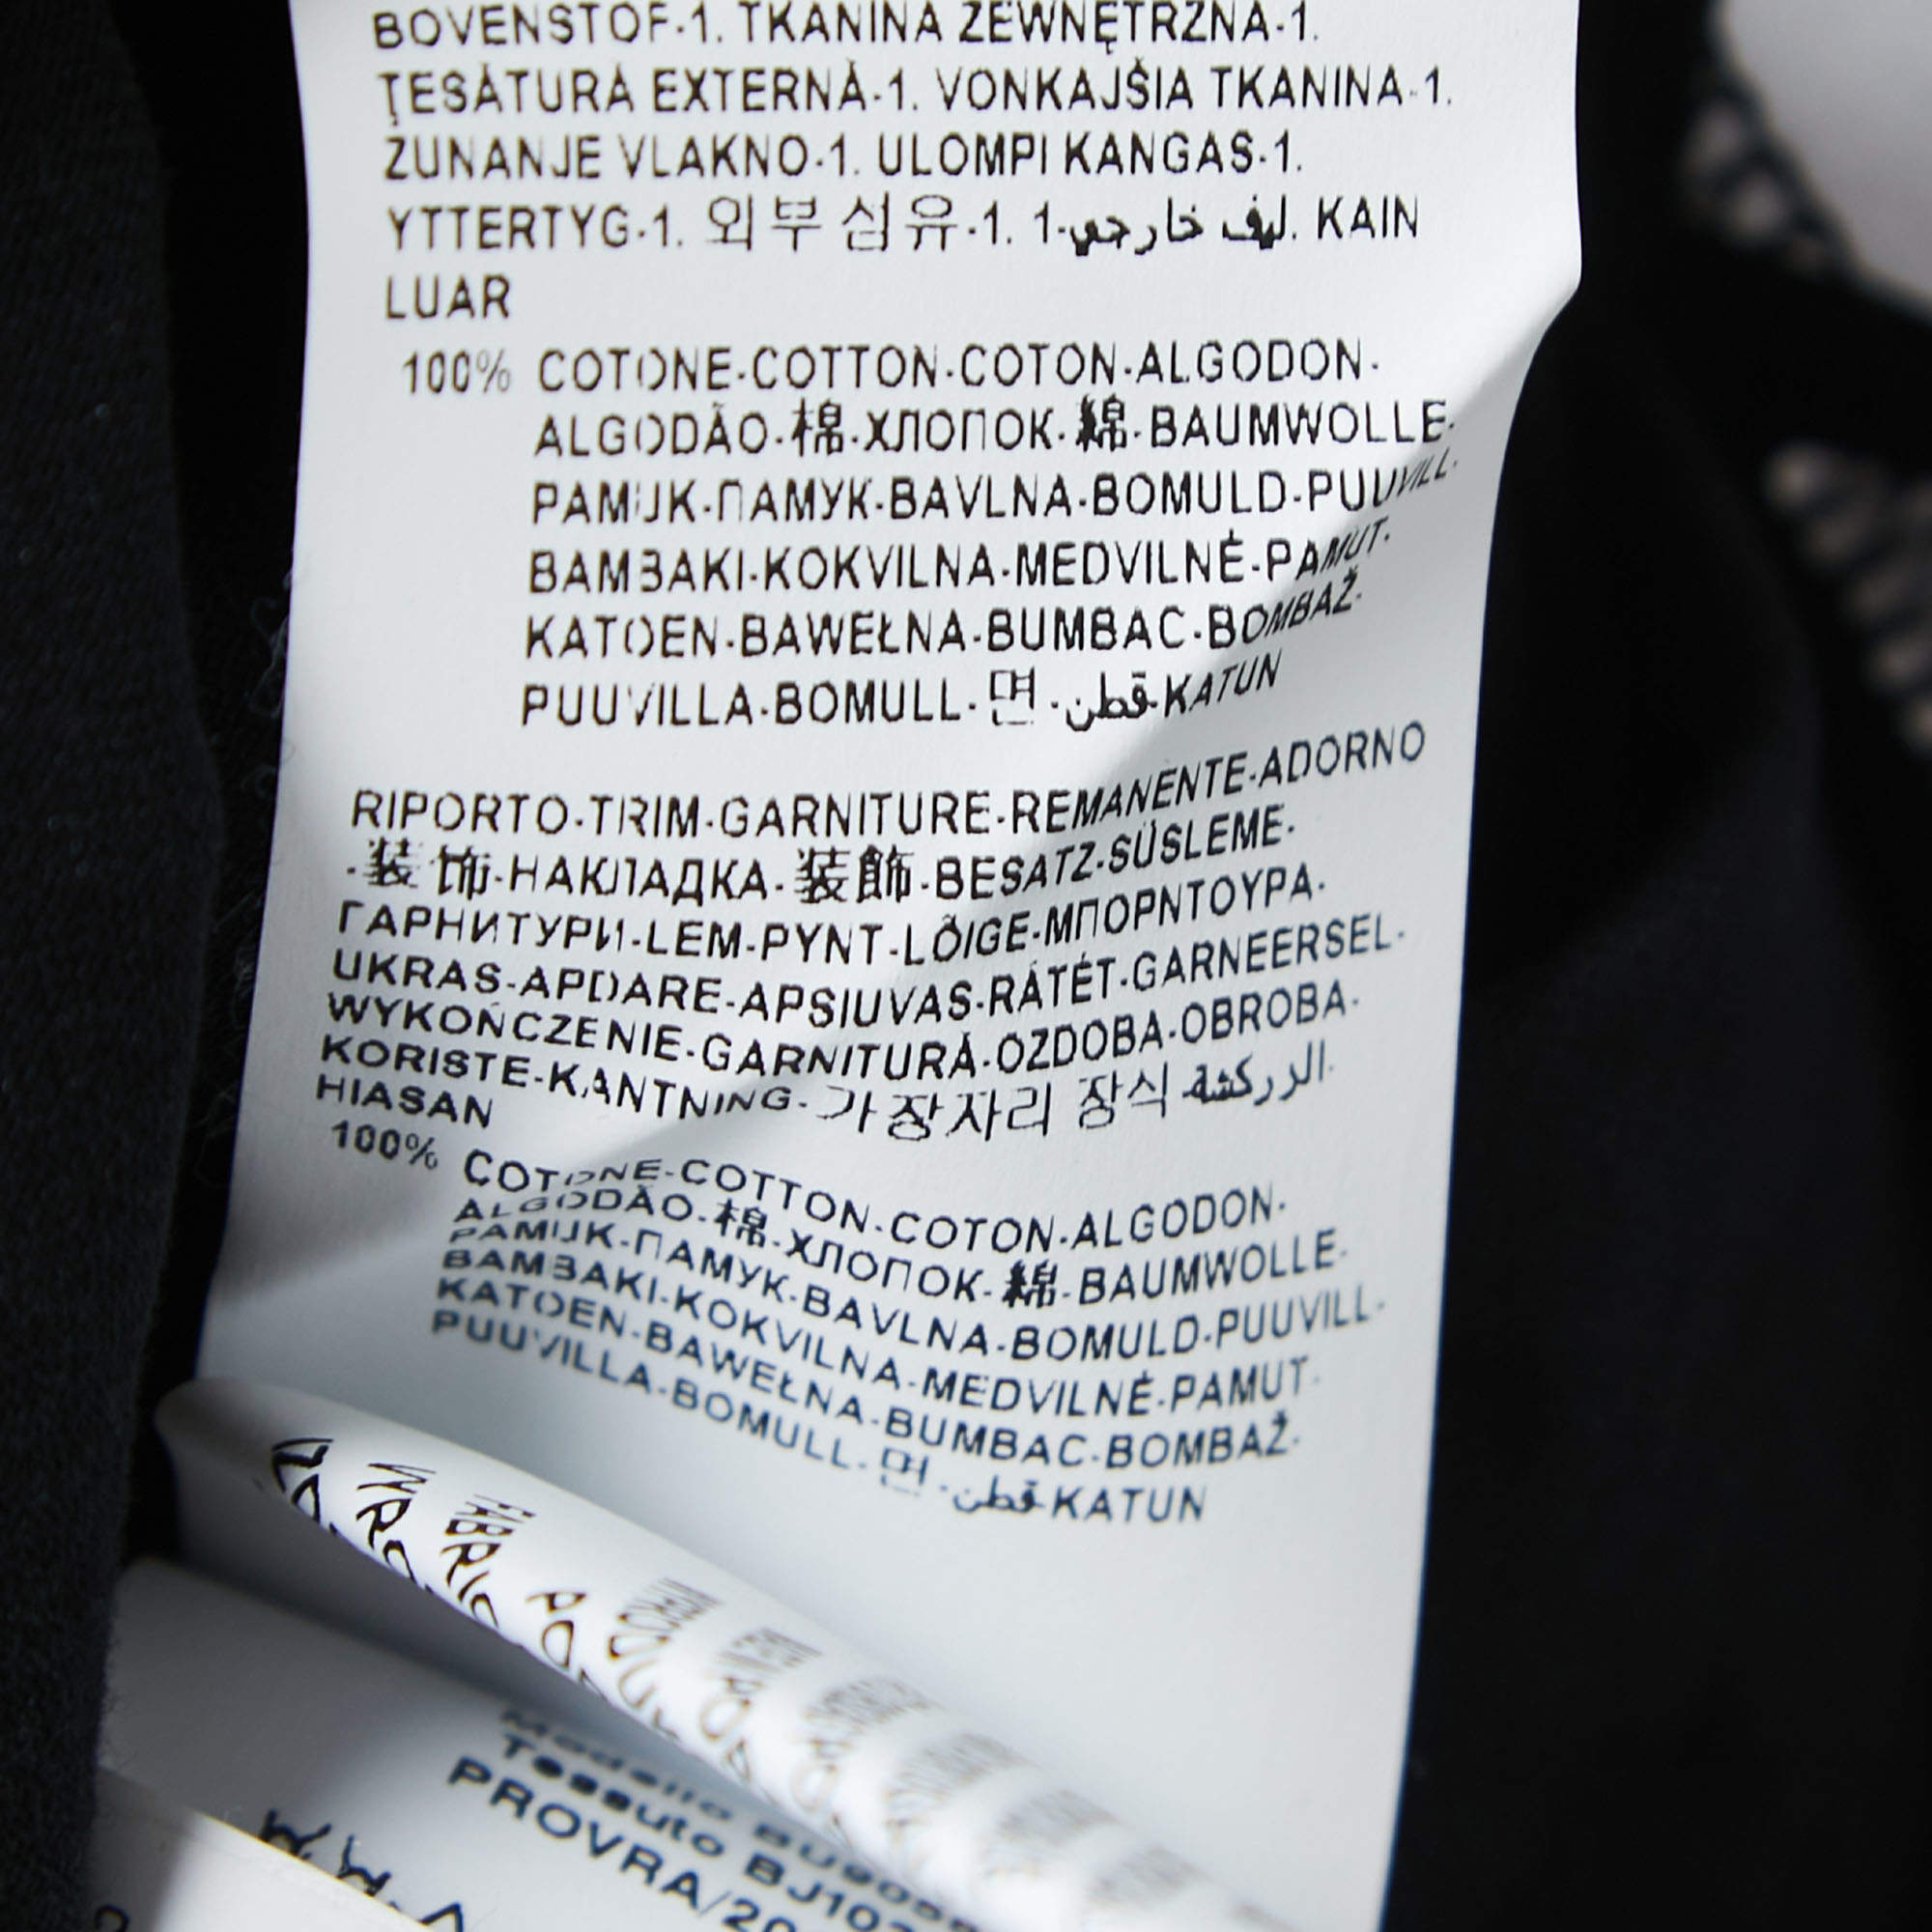 BOVENSTOF-1. TKANINA ZEWNĘTRZNA-1.
ŢESĂTURĂ EXTERNĂ-1. VONKAJŠIA TKANINA-1.
ZUNANJE VLAKNO-1. ULOMPI KANGAS-1.
YTTERTYG-1. 외부 섬유-1. ليف خارجي-1. KAIN
LUAR
100% COTONE-COTTON-COTON-ALGODON-
ALGODÃO-棉-ХЛОПОК-綿-BAUMWOLLE-
PAMUK-ПАМУК-BAVLNA-BOMULD-PUUVILL-
BAMBAKI-KOKVILNA-MEDVILNĖ-PAMUT-
KATOEN-BAWEŁNA-BUMBAC-BOMBAŽ-
PUUVILLA-BOMULL-면-قطن-KATUN
RIPORTO-TRIM-GARNITURE-REMANENTE-ADORNO
-装饰-НАКЛАДКА-装飾-BESATZ-SÜSLEME-
ГАРНИТУРИ-LEM-PYNT-LÕIGE-ΜΠΟΡΝΤΟΥΡΑ-
UKRAS-APDARE-APSIUVAS-RÁTÉT-GARNEERSEL-
WYKOŃCZENIE-GARNITURĂ-OZDOBA-OBROBA-
KORISTE-KANTNING-가장자리 장식-الزركشة-
HIASAN
100% COTONE-COTTON-COTON-ALGODON-
ALGODÃO-棉-ХЛОПОК-綿-BAUMWOLLE-
PAMUK-ПАМУК-BAVLNA-BOMULD-PUUVILL-
BAMBAKI-KOKVILNA-MEDVILNĖ-PAMUT-
KATOEN-BAWEŁNA-BUMBAC-BOMBAŽ-
PUUVILLA-BOMULL-면-قطن-KATUN
Modello
Tessuto
PROVRA/20